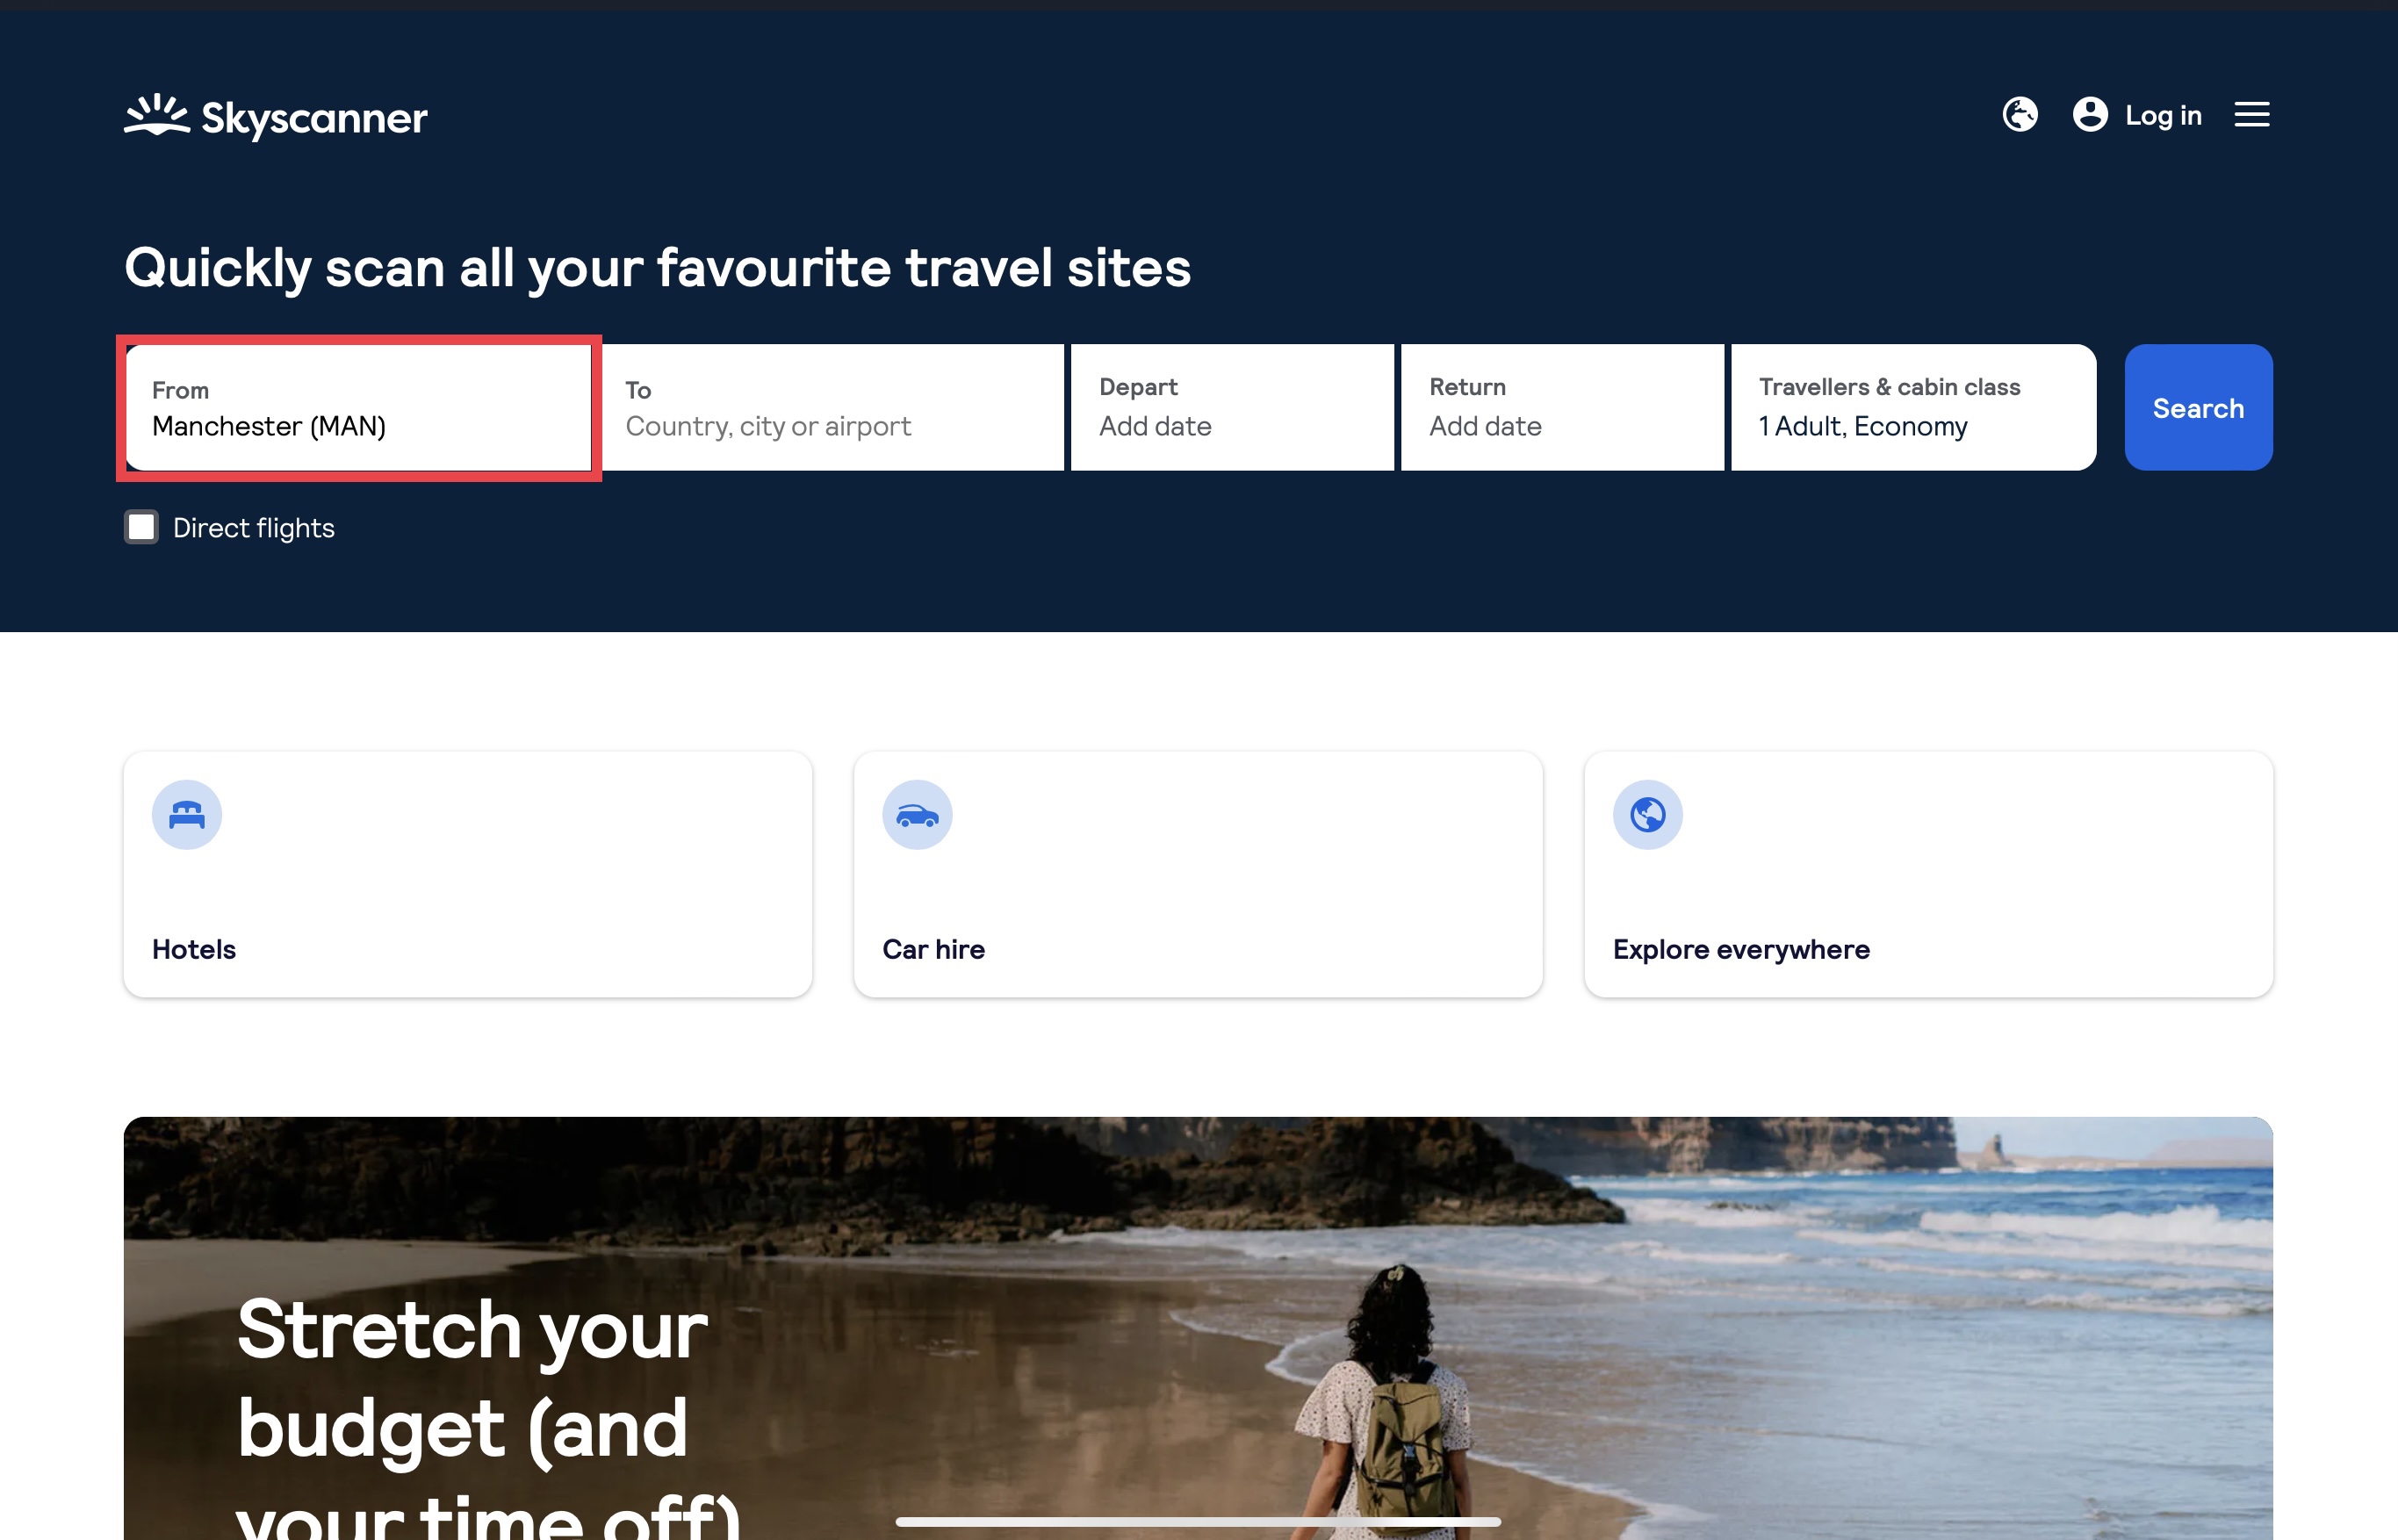 Skyscanner
Log in
Quickly scan all your favourite travel sites
From
Manchester (MAN)
To
Country, city or airport
Depart
Add date
Return
Add date
Travellers & cabin class
1 Adult, Economy
Search
Direct flights
Hotels
Car hire
Explore everywhere
Stretch your
budget (and
your time off)